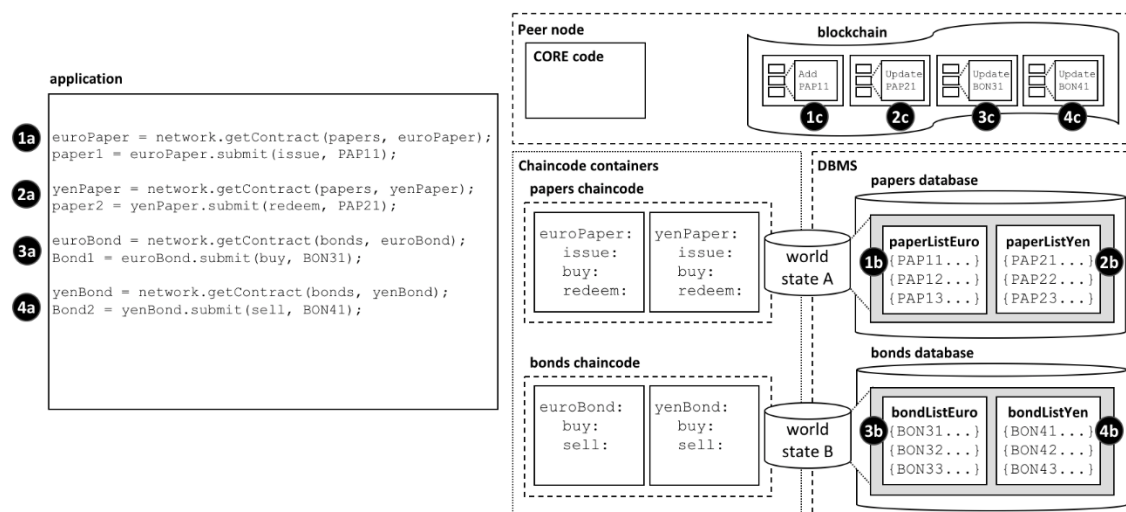 application
1a
euroPaper = network.getContract(papers, euroPaper);
paper1 = euroPaper.submit(issue, PAP11);
2a
yenPaper = network.getContract(papers, yenPaper);
paper2 = yenPaper.submit(redeem, PAP21);
3a
euroBond = network.getContract(bonds, euroBond);
Bond1 = euroBond.submit(buy, BON31);
4a
yenBond = network.getContract(bonds, yenBond);
Bond2 = yenBond.submit(sell, BON41);
Peer node
CORE code
blockchain
Add
PAP11
1c
Update
PAP21
2c
Update
BON31
3c
Update
BON41
4c
Chaincode containers
papers chaincode
euroPaper:
issue:
buy:
redeem:
yenPaper:
issue:
buy:
redeem:
world
state A
DBMS
papers database
1b
paperListEuro
{PAP11...}
{PAP12...}
{PAP13...}
paperListYen
{PAP21...}
{PAP22...}
{PAP23...}
2b
bonds chaincode
euroBond:
buy:
sell:
yenBond:
buy:
sell:
world
state B
bonds database
3b
bondListEuro
{BON31...}
{BON32...}
{BON33...}
bondListYen
{BON41...}
{BON42...}
{BON43...}
4b